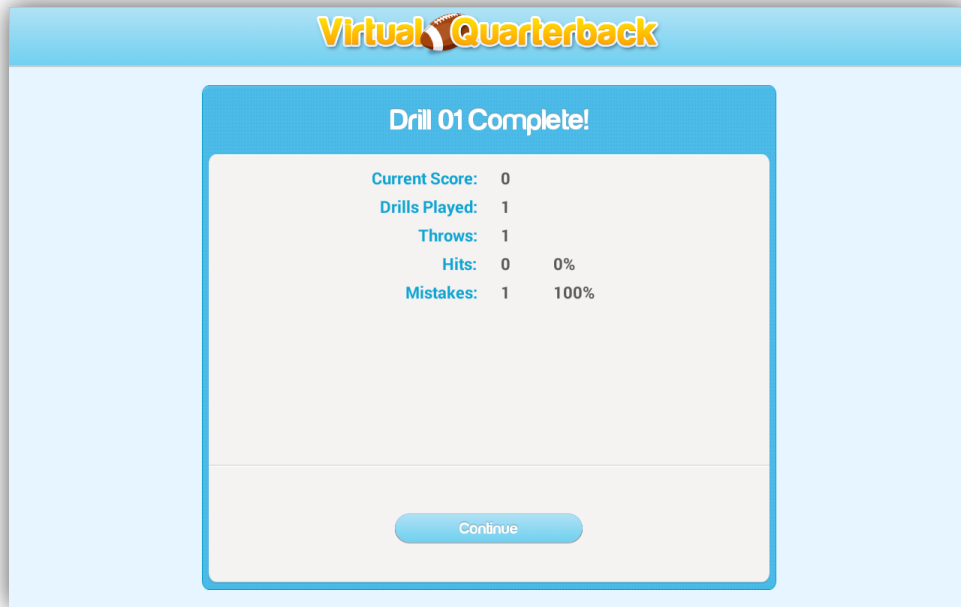 Virtual Quarterback
Drill 01 Complete!
Current Score: 0
Drills Played: 1
Throws: 1
Hits: 0 0%
Mistakes: 1 100%
Continue